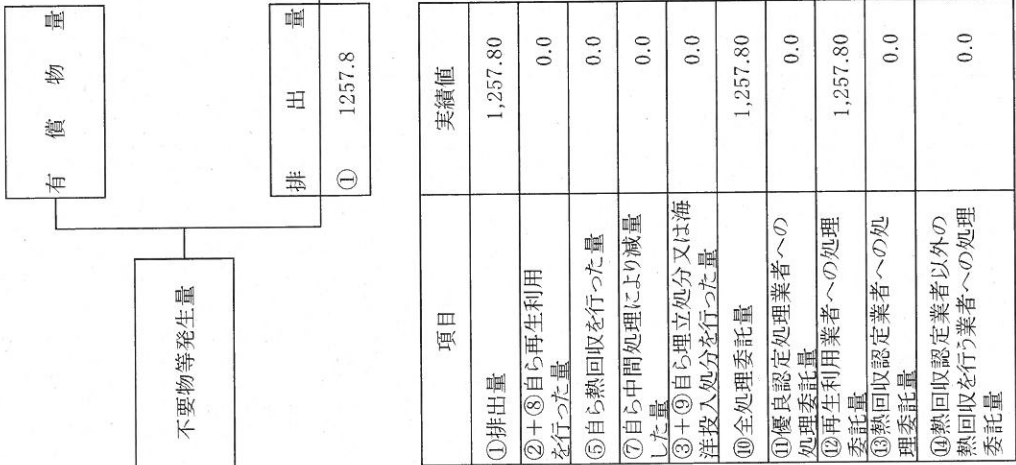 有償物量
不要物等発生量
排出量
① 1257.8
項目 実績値
①排出量 1,257.80
②＋⑧自ら再生利用
を行った量 0.0
⑤自ら熱回収を行った量 0.0
⑦自ら中間処理により減量
した量 0.0
③＋⑨自ら埋立処分又は海
洋投入処分を行った量 0.0
⑩全処理委託量 1,257.80
⑪優良認定処理業者への
処理委託量 0.0
⑫再生利用業者への処理
委託量 1,257.80
⑬熱回収認定業者への処
理委託量 0.0
⑭熱回収認定業者以外の
熱回収を行う業者への処理
委託量 0.0